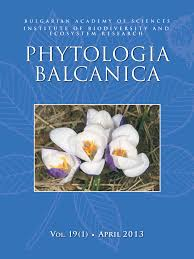 BULGARIAN ACADEMY OF SCIENCES
INSTITUTE OF BIODIVERSITY AND
ECOSYSTEM RESEARCH
PHYTOLOGIA
BALCANICA
VOL. 19(1) • APRIL 2013